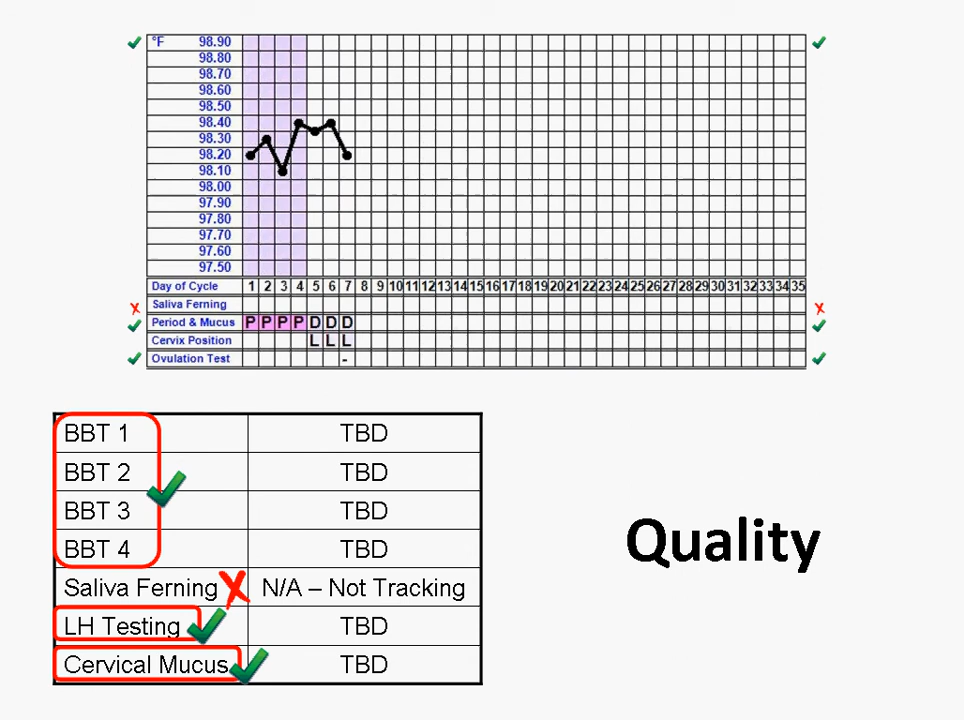 °F 98.90
98.80
98.70
98.60
98.50
98.40
98.30
98.20
98.10
98.00
97.90
97.80
97.70
97.60
97.50
Day of Cycle 1 2 3 4 5 6 7 8 9 10 11 12 13 14 15 16 17 18 19 20 21 22 23 24 25 26 27 28 29 30 31 32 33 34 35
Saliva Ferning
Period & Mucus P P P P D D D
Cervix Position L L L
Ovulation Test -
BBT 1 TBD
BBT 2 TBD
BBT 3 TBD
BBT 4 TBD
Saliva Ferning N/A – Not Tracking
LH Testing TBD
Cervical Mucus TBD
Quality